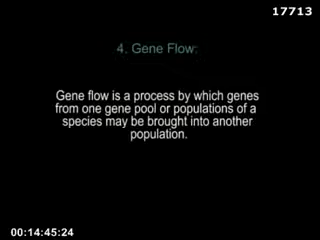 17713
4. Gene Flow:
Gene flow is a process by which genes
from one gene pool or populations of a
species may be brought into another
population.
00:14:45:24